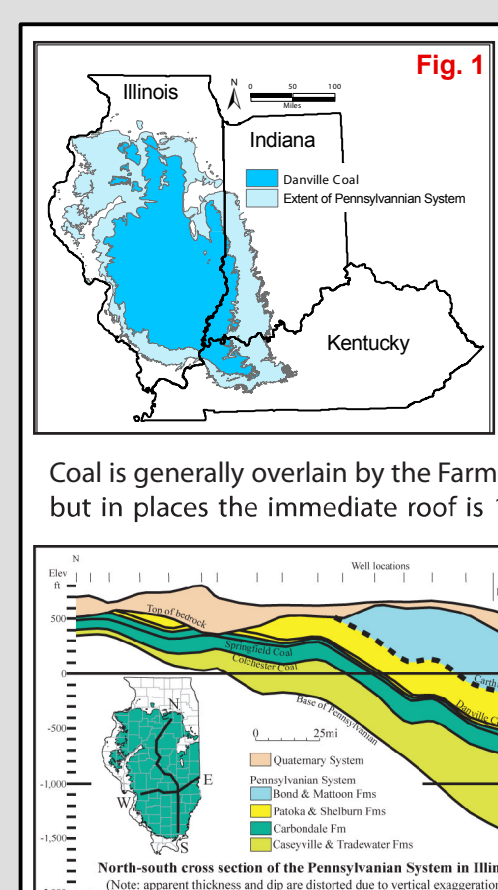 Fig. 1
Illinois
N
0 50 100
Miles
Indiana
Danville Coal
Extent of Pennsylvannian System
Kentucky
Coal is generally overlain by the Farm
but in places the immediate roof is
N
Elev
ft
Well locations
500
Top of bedrock
Springfield Coal
Colchester Coal
0
Carth
Danville C
Base of Pennsylvanian
-500
N
0 25mi
Quaternary System
Pennsylvanian System
E
Bond & Mattoon Fms
-1,000
W
Patoka & Shelburn Fms
Carbondale Fm
-1,500
S
Caseyville & Tradewater Fms
North-south cross section of the Pennsylvanian System in Illin
(Note: apparent thickness and dip are distorted due to vertical exaggeration